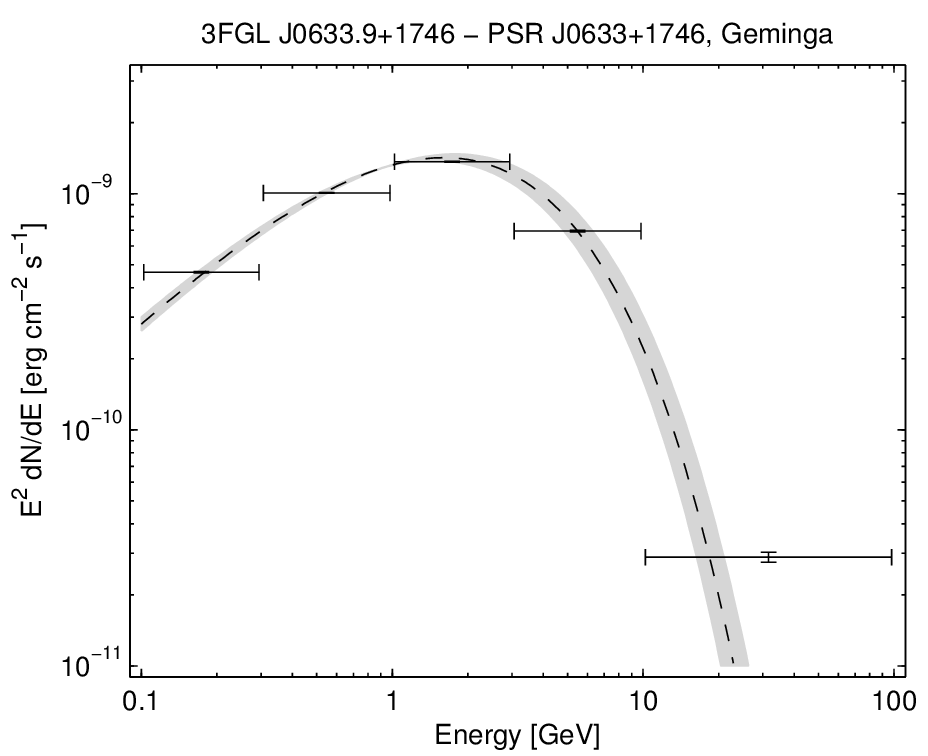 3FGL J0633.9+1746 − PSR J0633+1746, Geminga
E² dN/dE [erg cm⁻² s⁻¹]
10⁻⁹
10⁻¹⁰
10⁻¹¹
0.1 1 10 100
Energy [GeV]